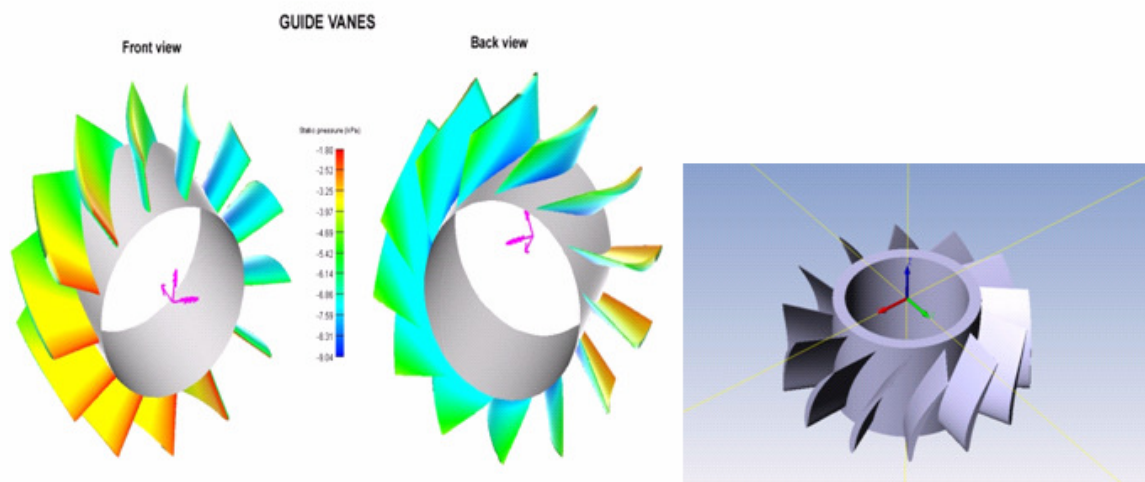 GUIDE VANES
Front view
Back view
Static pressure (kPa)
-1.80
-2.52
-3.25
-3.97
-4.69
-5.42
-6.14
-6.86
-7.59
-8.31
-9.04